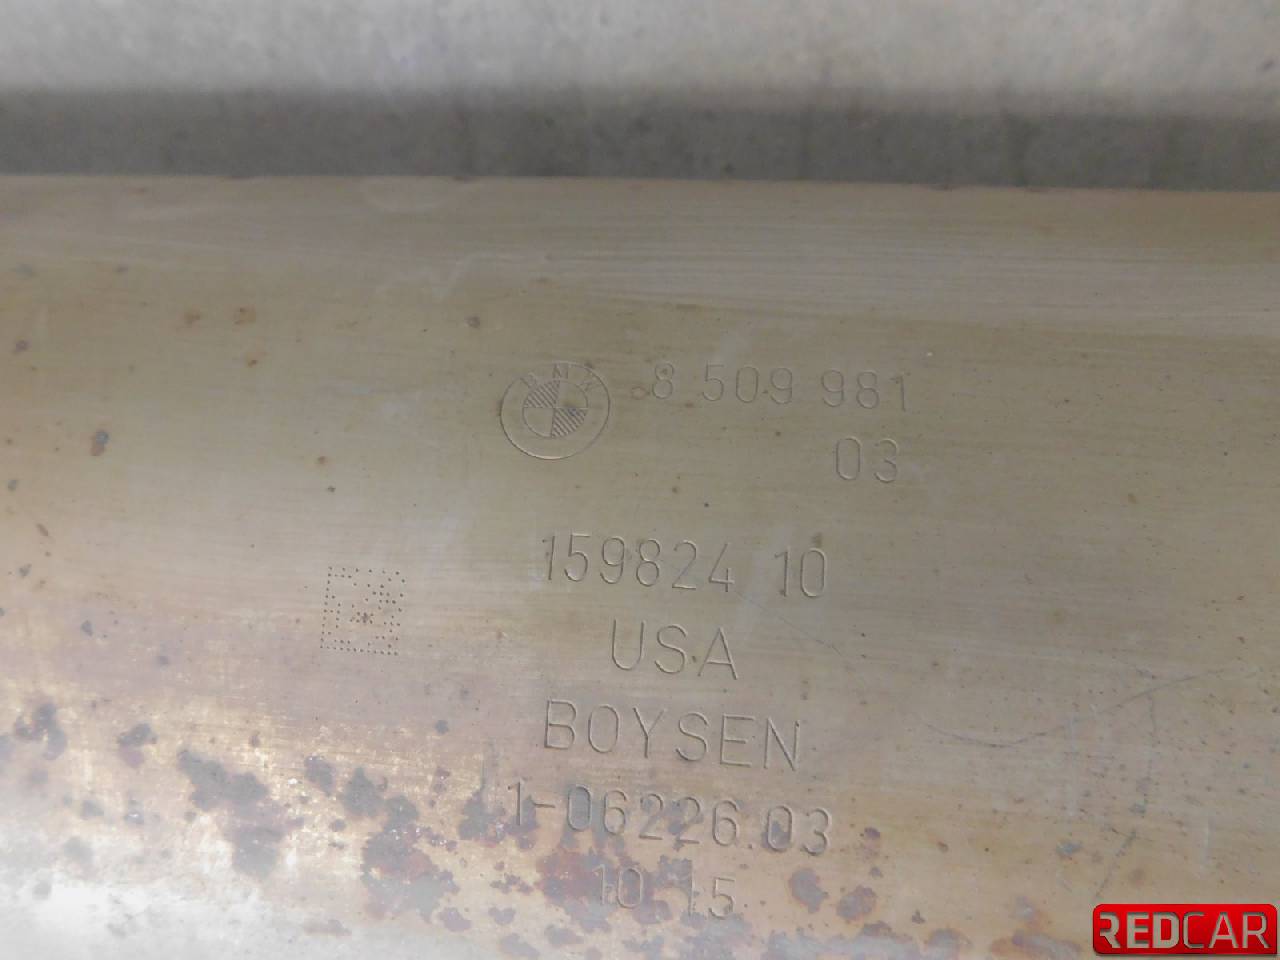 BMW 8 509 981
03
159824 10
USA
BOYSEN
1-06226.03
10 15
REDCAR